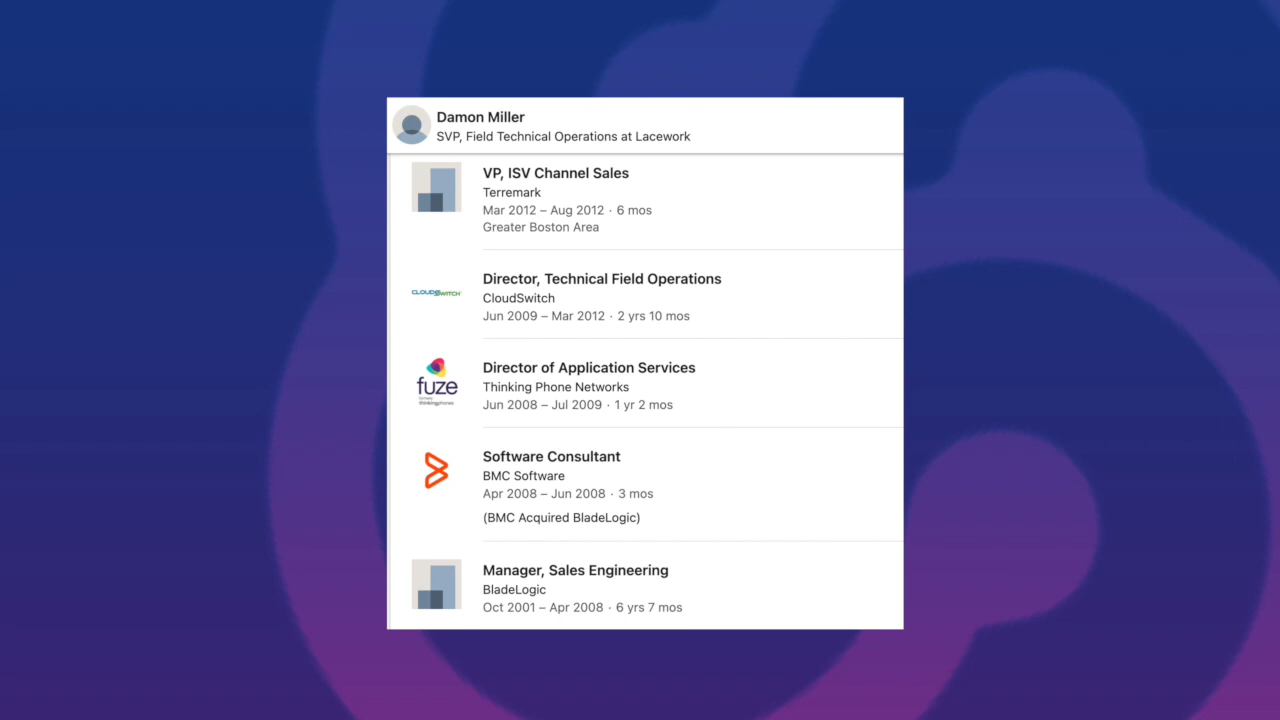 Damon Miller
SVP, Field Technical Operations at Lacework
VP, ISV Channel Sales
Terremark
Mar 2012 – Aug 2012 · 6 mos
Greater Boston Area
CLOUDSWITCH
Director, Technical Field Operations
CloudSwitch
Jun 2009 – Mar 2012 · 2 yrs 10 mos
fuze
formerly
thinkingphones
Director of Application Services
Thinking Phone Networks
Jun 2008 – Jul 2009 · 1 yr 2 mos
Software Consultant
BMC Software
Apr 2008 – Jun 2008 · 3 mos
(BMC Acquired BladeLogic)
Manager, Sales Engineering
BladeLogic
Oct 2001 – Apr 2008 · 6 yrs 7 mos